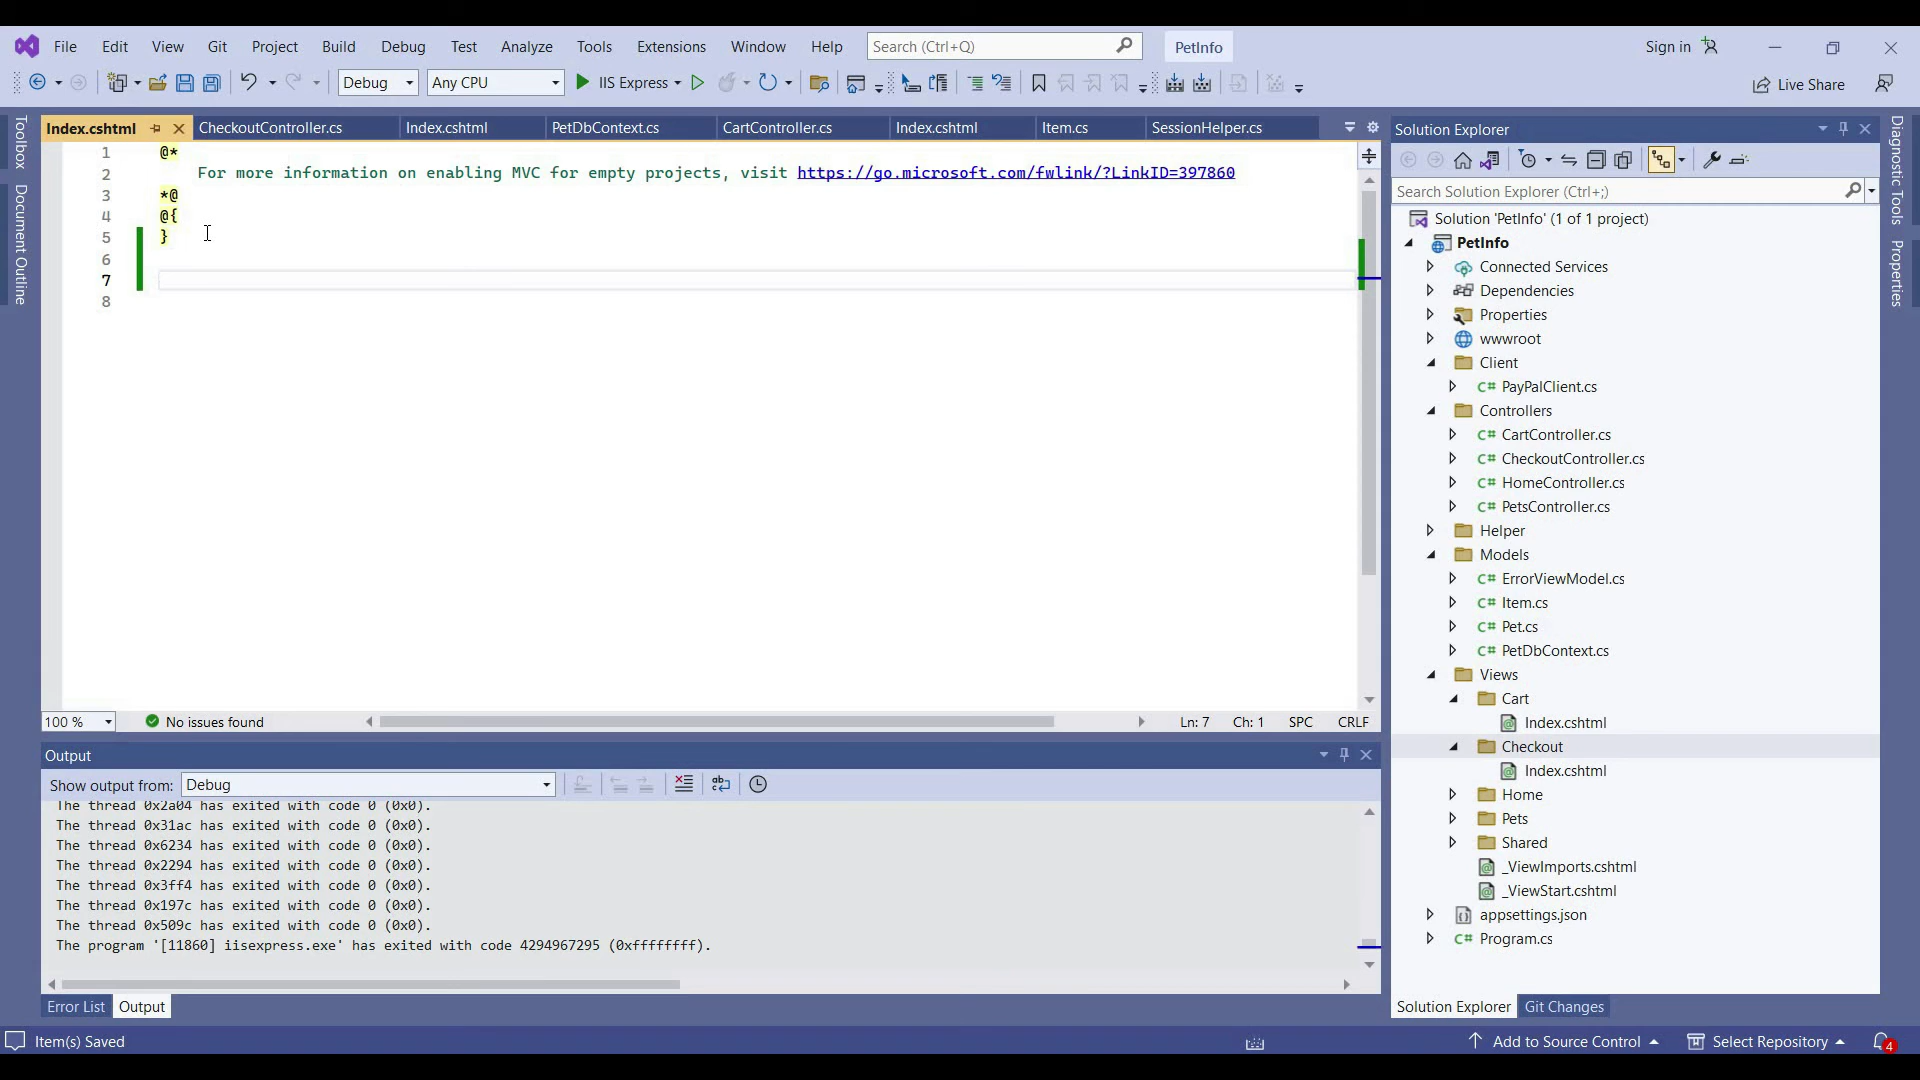 File Edit View Git Project Build Debug Test Analyze Tools Extensions Window Help Search (Ctrl+Q) PetInfo Sign in
Debug Any CPU IIS Express Live Share
Toolbox
Document Outline
Index.cshtml CheckoutController.cs Index.cshtml PetDbContext.cs CartController.cs Index.cshtml Item.cs SessionHelper.cs
1 @*
2 For more information on enabling MVC for empty projects, visit https://go.microsoft.com/fwlink/?LinkID=397860
3 *@
4 @{
5 }
6
7
8
100 % No issues found Ln: 7 Ch: 1 SPC CRLF
Output
Show output from: Debug
The thread 0x2a04 has exited with code 0 (0x0).
The thread 0x31ac has exited with code 0 (0x0).
The thread 0x6234 has exited with code 0 (0x0).
The thread 0x2294 has exited with code 0 (0x0).
The thread 0x3ff4 has exited with code 0 (0x0).
The thread 0x197c has exited with code 0 (0x0).
The thread 0x509c has exited with code 0 (0x0).
The program '[11860] iisexpress.exe' has exited with code 4294967295 (0xffffffff).
Error List Output
Solution Explorer
Search Solution Explorer (Ctrl+;)
Solution 'PetInfo' (1 of 1 project)
PetInfo
Connected Services
Dependencies
Properties
wwwroot
Client
C# PayPalClient.cs
Controllers
C# CartController.cs
C# CheckoutController.cs
C# HomeController.cs
C# PetsController.cs
Helper
Models
C# ErrorViewModel.cs
C# Item.cs
C# Pet.cs
C# PetDbContext.cs
Views
Cart
Index.cshtml
Checkout
Index.cshtml
Home
Pets
Shared
_ViewImports.cshtml
_ViewStart.cshtml
appsettings.json
C# Program.cs
Solution Explorer Git Changes
Diagnostic Tools
Properties
Item(s) Saved Add to Source Control Select Repository 4